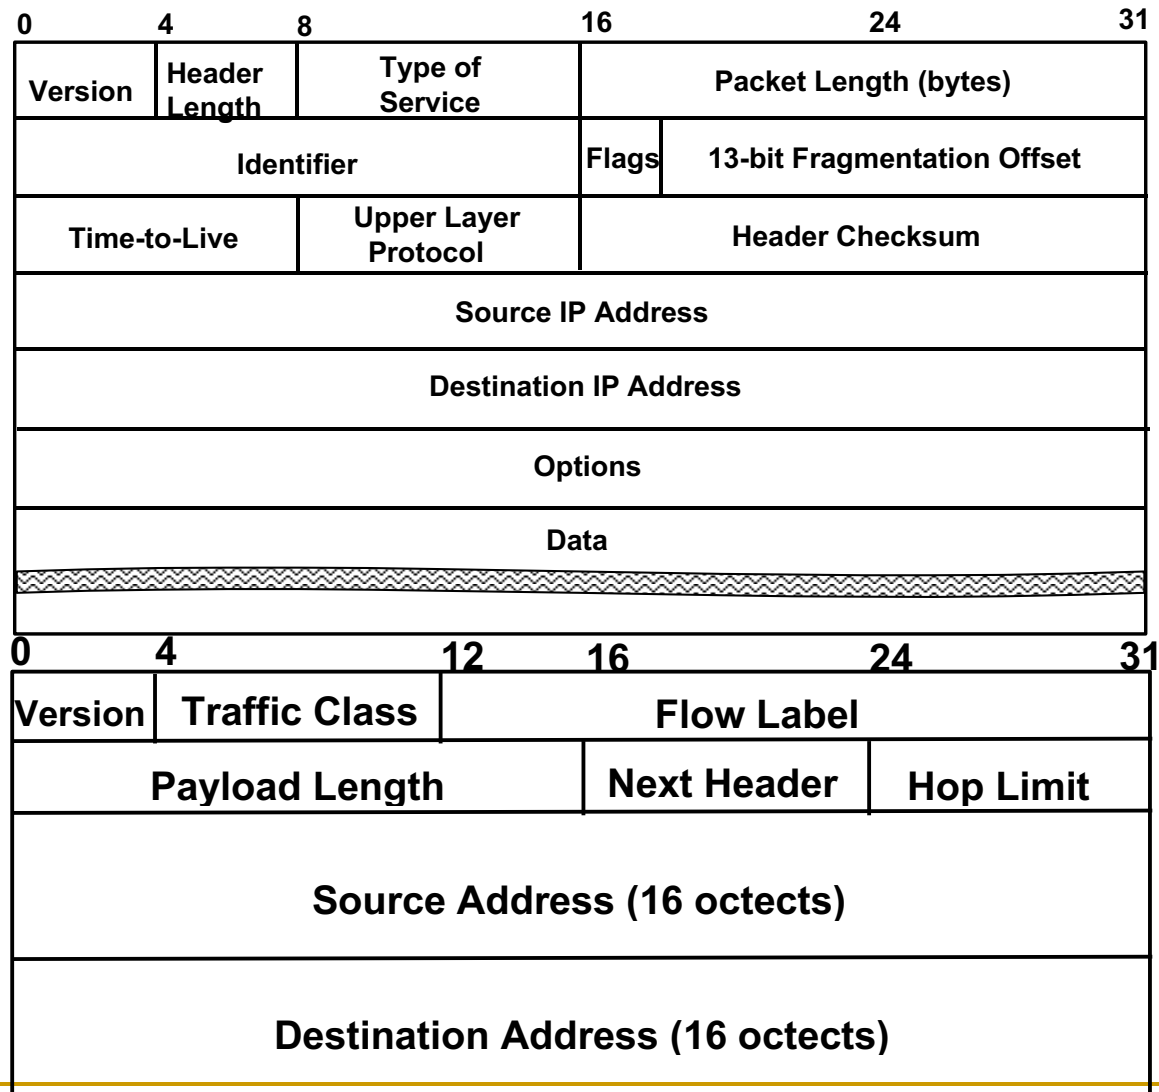 0 4 8 16 24 31
Version Header Length Type of Service Packet Length (bytes)
Identifier Flags 13-bit Fragmentation Offset
Time-to-Live Upper Layer Protocol Header Checksum
Source IP Address
Destination IP Address
Options
Data
0 4 12 16 24 31
Version Traffic Class Flow Label
Payload Length Next Header Hop Limit
Source Address (16 octects)
Destination Address (16 octects)